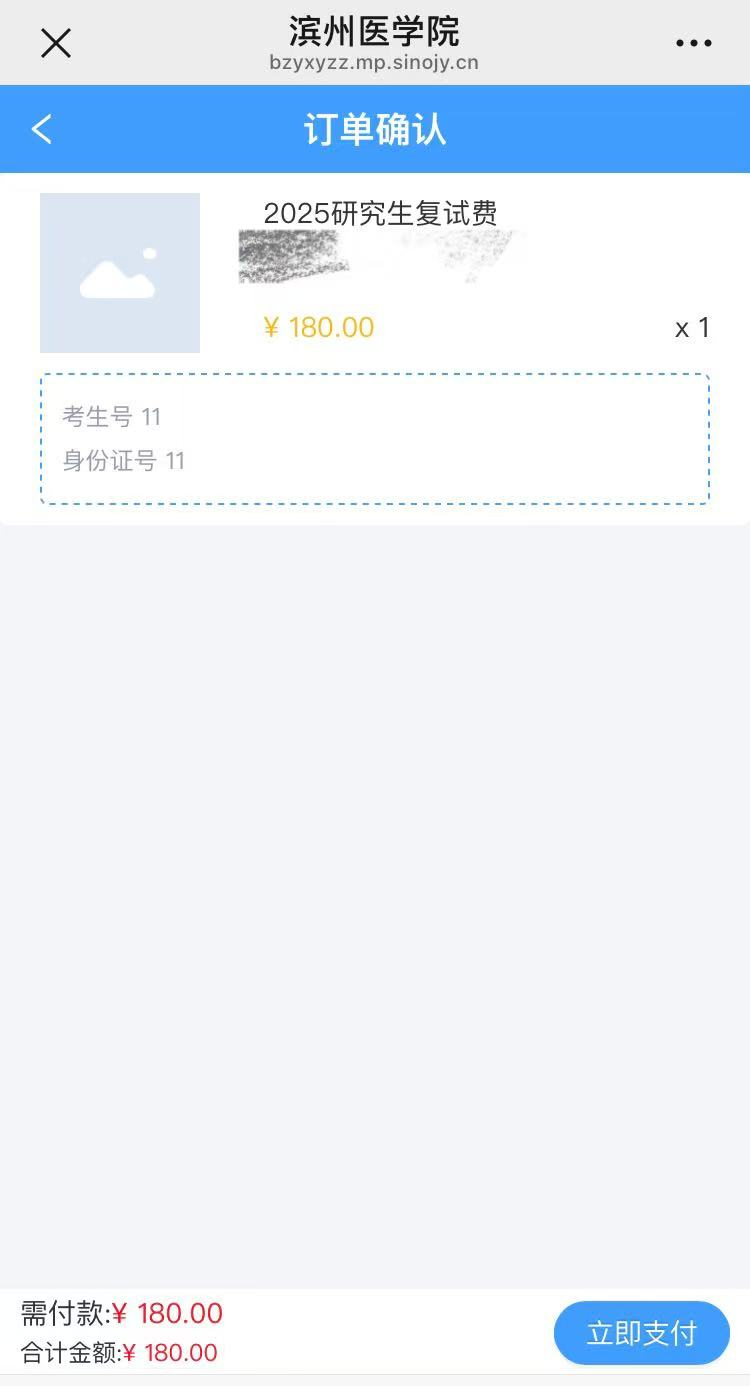 滨州医学院
bzyxyzz.mp.sinojy.cn
订单确认
2025研究生复试费
¥ 180.00 x 1
考生号 11
身份证号 11
需付款:¥ 180.00
合计金额:¥ 180.00
立即支付